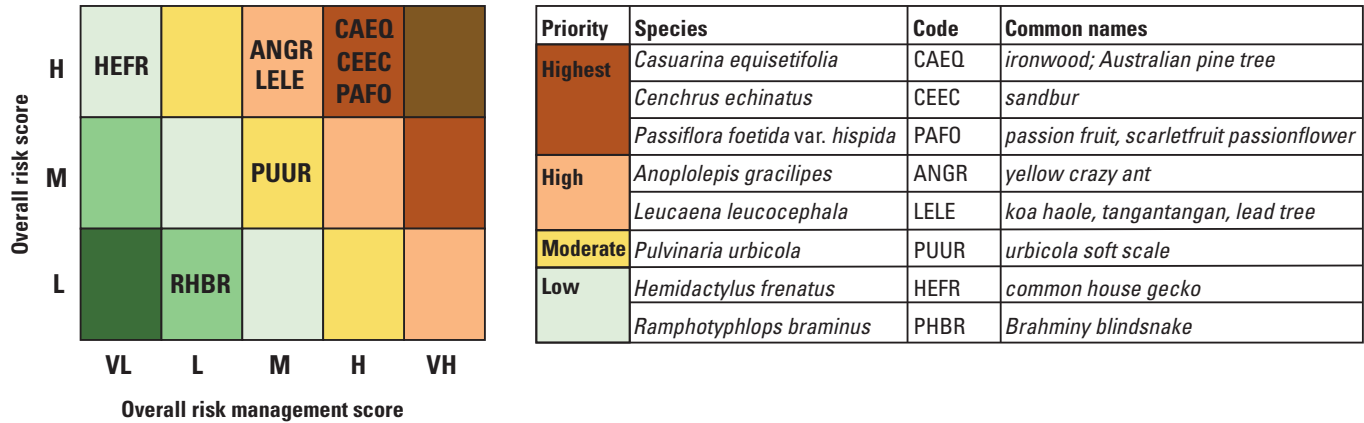 Overall risk score
H
HEFR
ANGR
LELE
CAEQ
CEEC
PAFO
M
PUUR
L
RHBR
VL L M H VH
Overall risk management score
Priority Species Code Common names
Highest Casuarina equisetifolia CAEQ ironwood; Australian pine tree
Cenchrus echinatus CEEC sandbur
Passiflora foetida var. hispida PAFO passion fruit, scarletfruit passionflower
High Anoplolepis gracilipes ANGR yellow crazy ant
Leucaena leucocephala LELE koa haole, tangantangan, lead tree
Moderate Pulvinaria urbicola PUUR urbicola soft scale
Low Hemidactylus frenatus HEFR common house gecko
Ramphotyphlops braminus PHBR Brahminy blindsnake